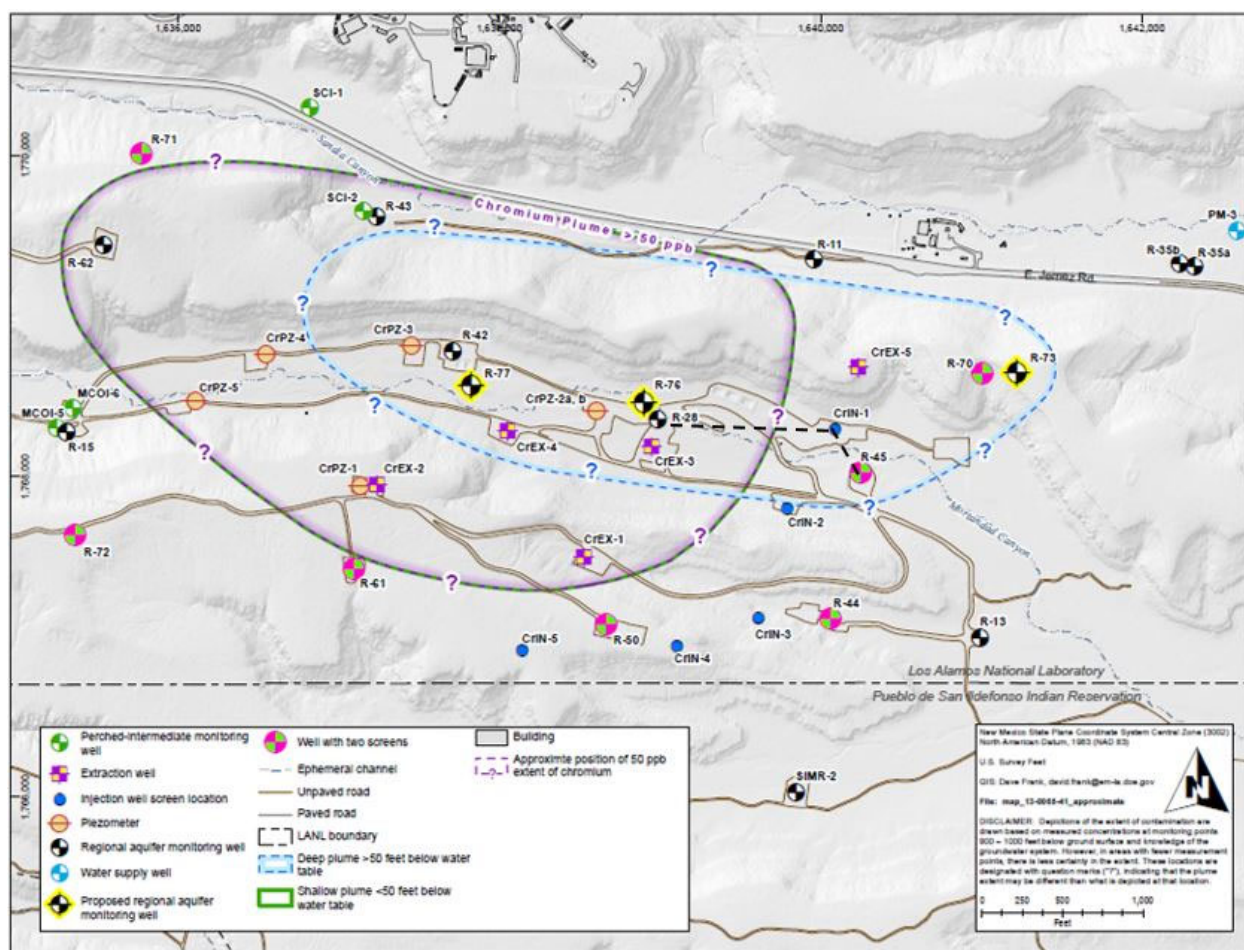 1,636,000
1,638,000
1,640,000
1,642,000
SCI-1
Sandia Canyon
R-71
1,770,000
?
SCI-2
R-43
Chromium Plume > 50 ppb
PM-3
?
?
R-11
R-35b
R-35a
R-62
?
E. Jemez Rd.
?
?
?
CrPZ-4
CrPZ-3
R-42
CrEX-5
R-70
R-73
R-77
MCOI-6
CrPZ-5
R-76
MCOI-5
?
CrPZ-2a, b
?
CrIN-1
R-28
R-15
CrEX-4
?
CrEX-3
?
R-45
1,768,000
CrPZ-1
CrEX-2
?
CrIN-2
?
Mortandad Canyon
R-72
?
CrEX-1
R-61
?
R-44
CrIN-3
R-50
R-13
CrIN-5
CrIN-4
Los Alamos National Laboratory
Pueblo de San Ildefonso Indian Reservation
1,766,000
SIMR-2
Perched-intermediate monitoring
well
Extraction well
Injection well screen location
Piezometer
Regional aquifer monitoring well
Water supply well
Proposed regional aquifer
monitoring well
Well with two screens
Ephemeral channel
Unpaved road
Paved road
LANL boundary
Deep plume >50 feet below water
table
Shallow plume <50 feet below
water table
Building
Approximte position of 50 ppb
extent of chromium
?
New Mexico State Plane Coordinate System Central Zone (3002)
North American Datum, 1983 (NAD 83)
U.S. Survey Feet
GIS: Dave Frank, david.frank@em-la.doe.gov
File: map_13-0065-41_approximate
N
DISCLAIMER: Depictions of the extent of contamination are
drawn based on measured concentrations at monitoring points
900 – 1000 feet below ground surface and knowledge of the
groundwater system. However, in areas with fewer measurement
points, there is less certainly in the extent. These locations are
designated with question marks ("?"), indicating that the plume
extent may be different than what is depicted at that location.
0 250 500 1,000
Feet